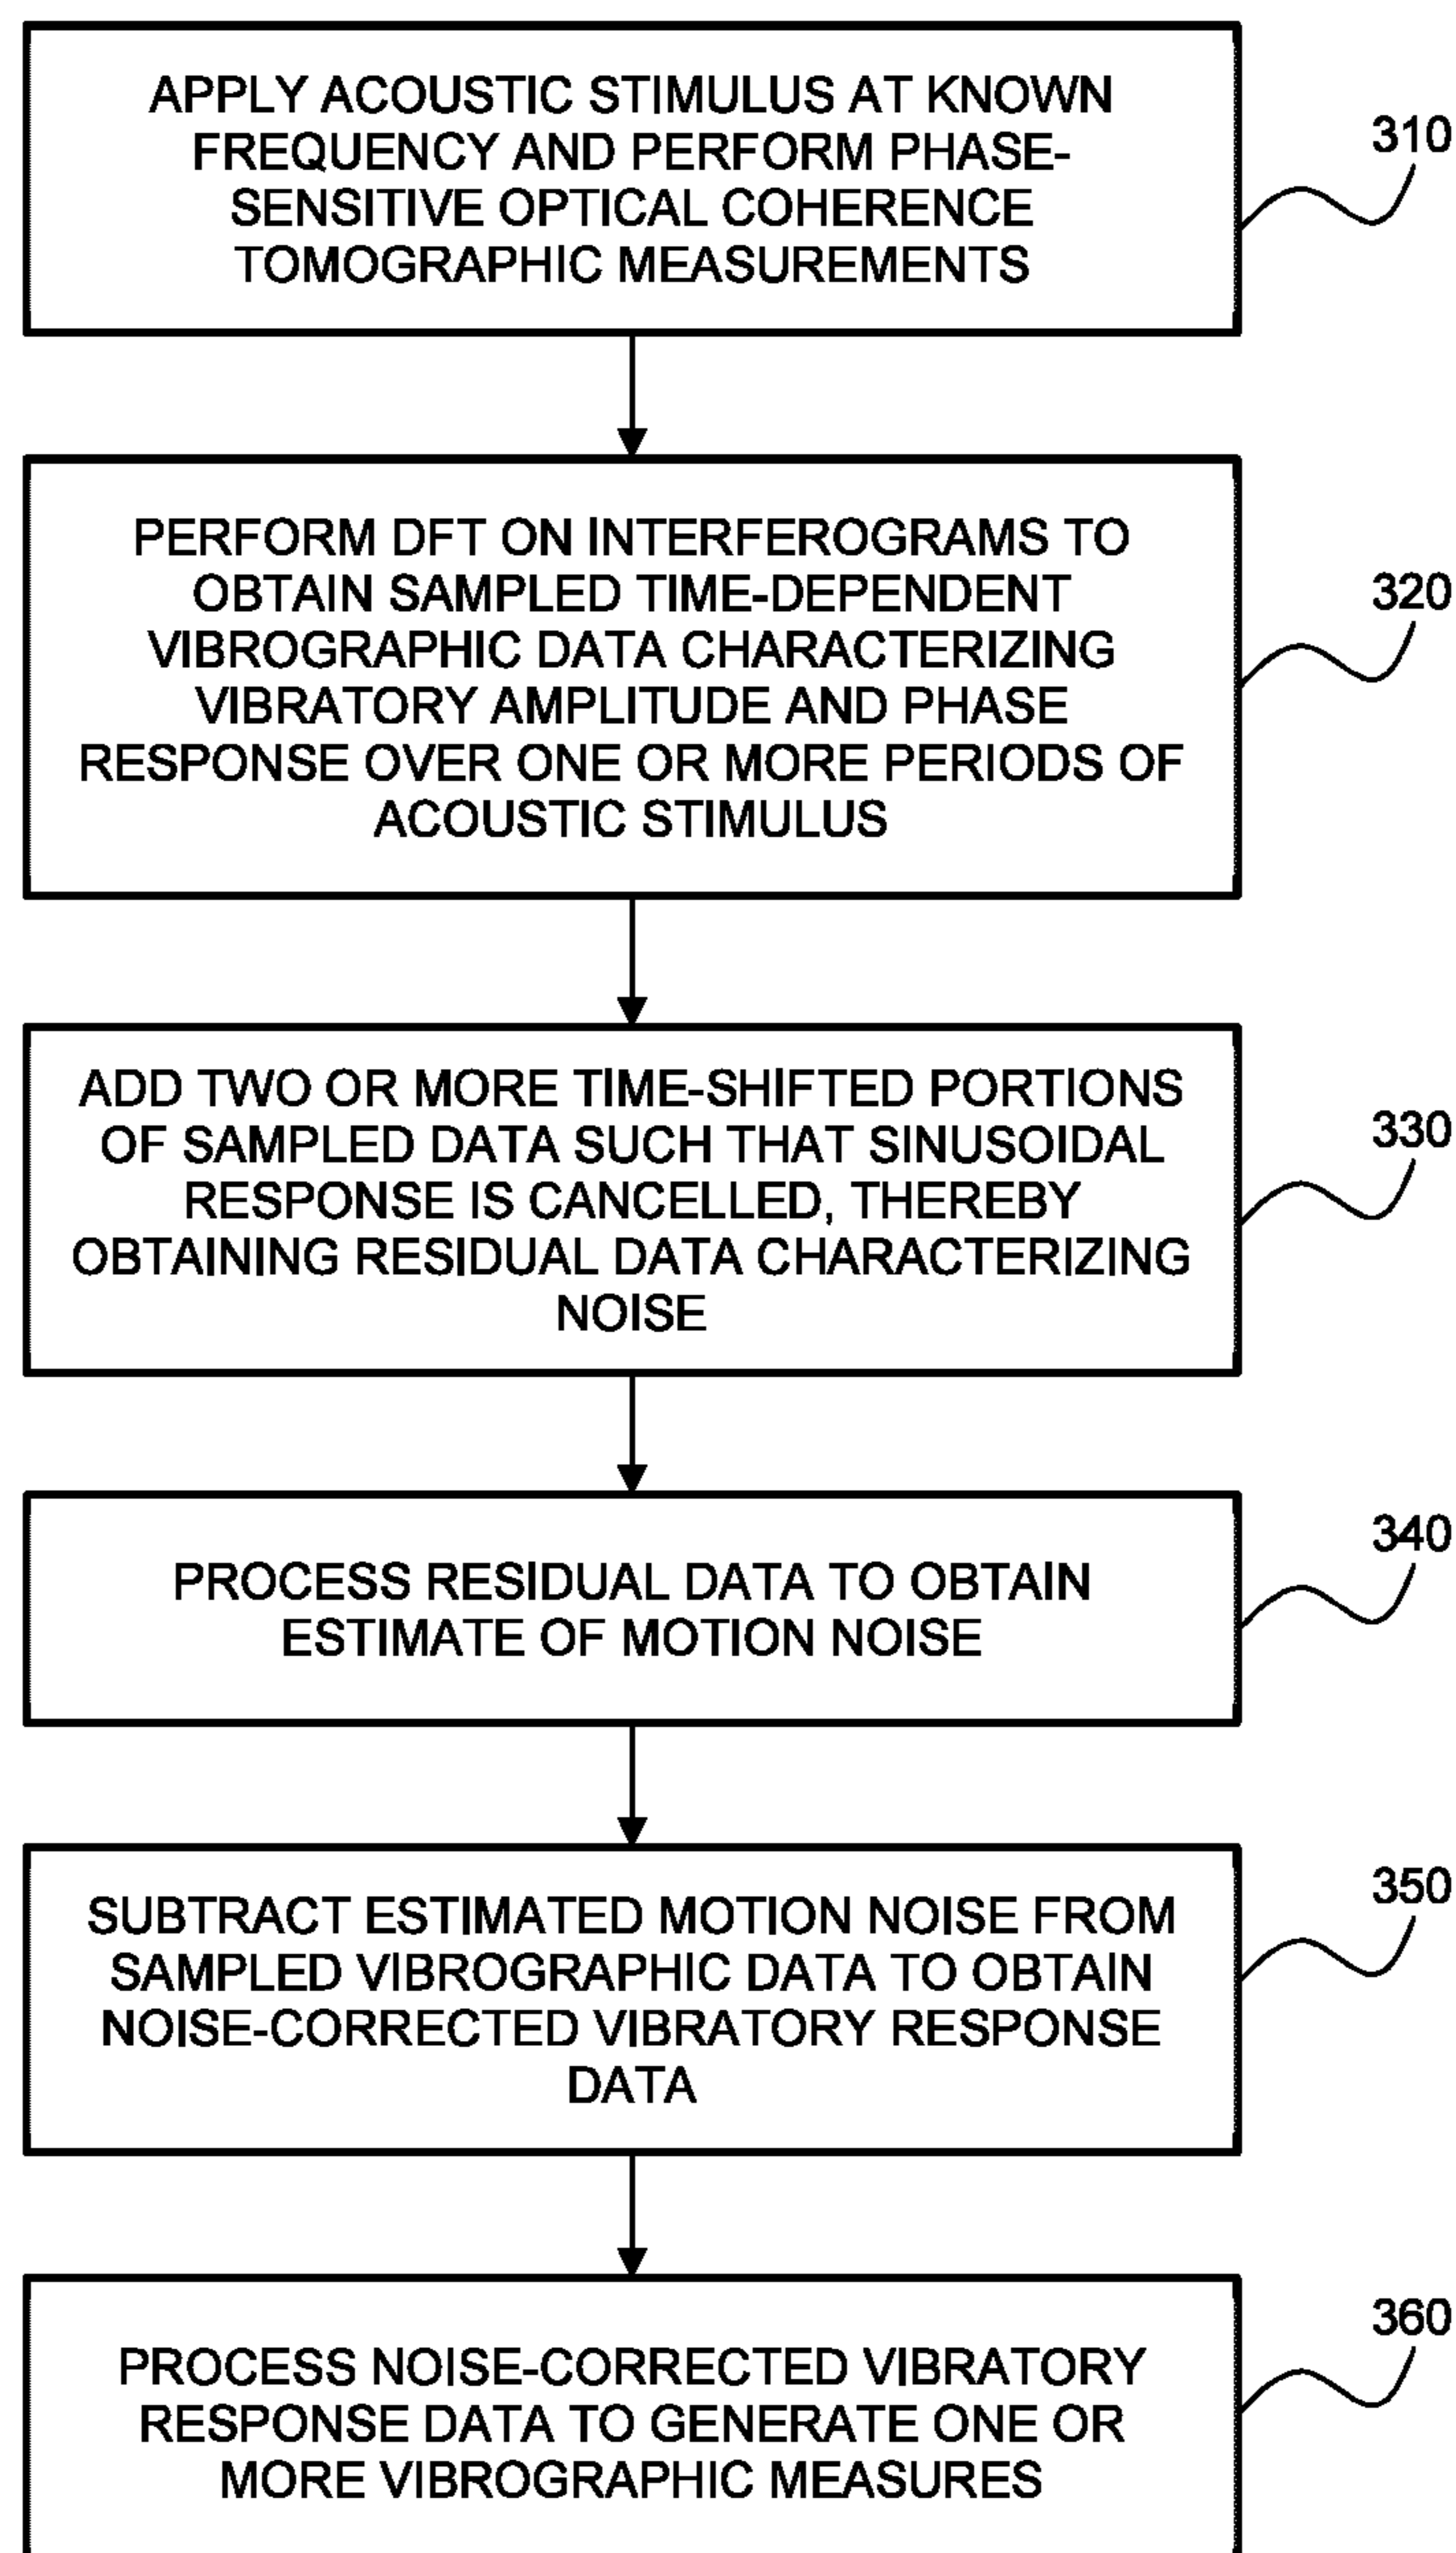 APPLY ACOUSTIC STIMULUS AT KNOWN
FREQUENCY AND PERFORM PHASE-
SENSITIVE OPTICAL COHERENCE
TOMOGRAPHIC MEASUREMENTS
310
PERFORM DFT ON INTERFEROGRAMS TO
OBTAIN SAMPLED TIME-DEPENDENT
VIBROGRAPHIC DATA CHARACTERIZING
VIBRATORY AMPLITUDE AND PHASE
RESPONSE OVER ONE OR MORE PERIODS OF
ACOUSTIC STIMULUS
320
ADD TWO OR MORE TIME-SHIFTED PORTIONS
OF SAMPLED DATA SUCH THAT SINUSOIDAL
RESPONSE IS CANCELLED, THEREBY
OBTAINING RESIDUAL DATA CHARACTERIZING
NOISE
330
PROCESS RESIDUAL DATA TO OBTAIN
ESTIMATE OF MOTION NOISE
340
SUBTRACT ESTIMATED MOTION NOISE FROM
SAMPLED VIBROGRAPHIC DATA TO OBTAIN
NOISE-CORRECTED VIBRATORY RESPONSE
DATA
350
PROCESS NOISE-CORRECTED VIBRATORY
RESPONSE DATA TO GENERATE ONE OR
MORE VIBROGRAPHIC MEASURES
360